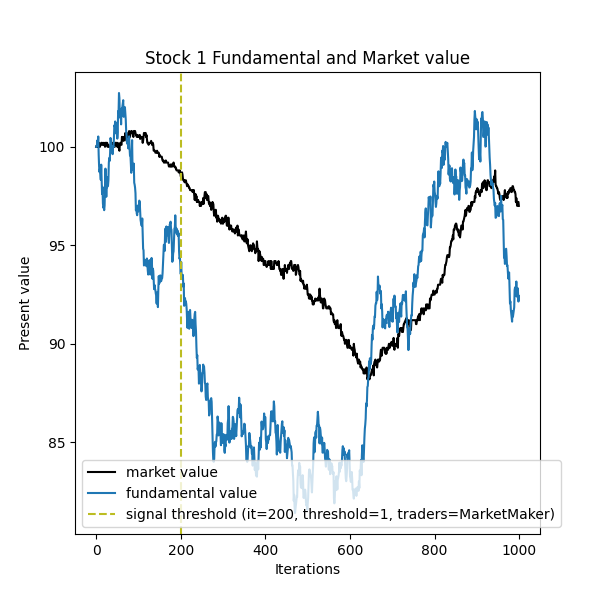 Stock 1 Fundamental and Market value
Present value
100
95
90
85
market value
fundamental value
signal threshold (it=200, threshold=1, traders=MarketMaker)
0 200 400 600 800 1000
Iterations